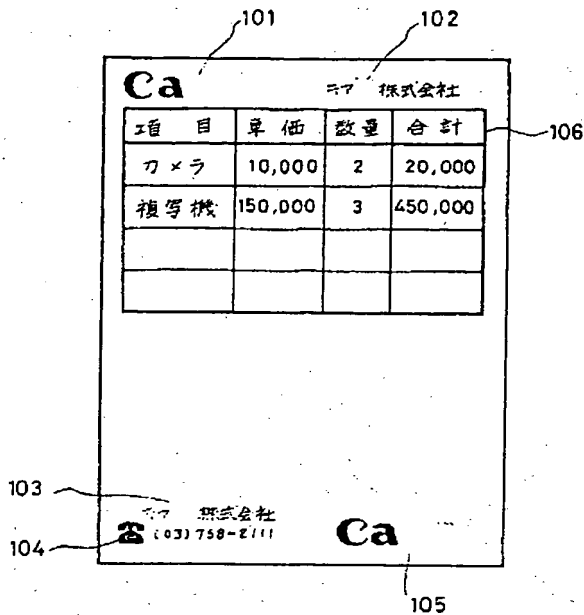 101 102
Ca 株式会社
項目 単価 数量 合計 106
カメラ 10,000 2 20,000
複写機 150,000 3 450,000
103
株式会社
104 (03)758-2111
Ca
105